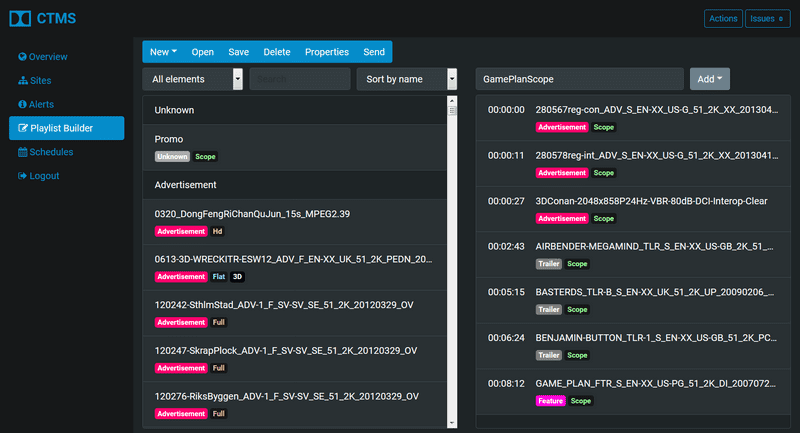 CTMS
Actions
Issues
Overview
Sites
Alerts
Playlist Builder
Schedules
Logout
New
Open
Save
Delete
Properties
Send
All elements
Search
Sort by name
Unknown
Promo
Unknown Scope
Advertisement
0320_DongFengRiChanQuJun_15s_MPEG2.39
Advertisement Hd
0613-3D-WRECKITR-ESW12_ADV_F_EN-XX_UK_51_2K_PEDN_20...
Advertisement Flat 3D
120242-SthlmStad_ADV-1_F_SV-SV_SE_51_2K_20120329_OV
Advertisement Full
120247-SkrapPlock_ADV-1_F_SV-SV_SE_51_2K_20120329_OV
Advertisement Full
120276-RiksByggen_ADV-1_F_SV-SV_SE_51_2K_20120329_OV
Advertisement Full
GamePlanScope
Add
00:00:00 280567reg-con_ADV_S_EN-XX_US-G_51_2K_XX_201304...
Advertisement Scope
00:00:11 280578reg-int_ADV_S_EN-XX_US-G_51_2K_XX_2013041...
Advertisement Scope
00:00:27 3DConan-2048x858P24Hz-VBR-80dB-DCI-Interop-Clear
Advertisement Scope
00:02:43 AIRBENDER-MEGAMIND_TLR_S_EN-XX_US-GB_2K_51_...
Trailer Scope
00:05:15 BASTERDS_TLR-B_S_EN-XX_UK_51_2K_UP_20090206_...
Trailer Scope
00:06:24 BENJAMIN-BUTTON_TLR-1_S_EN-XX_US-GB_51_2K_PC...
Trailer Scope
00:08:12 GAME_PLAN_FTR_S_EN-XX_US-PG_51_2K_DI_2007072...
Feature Scope